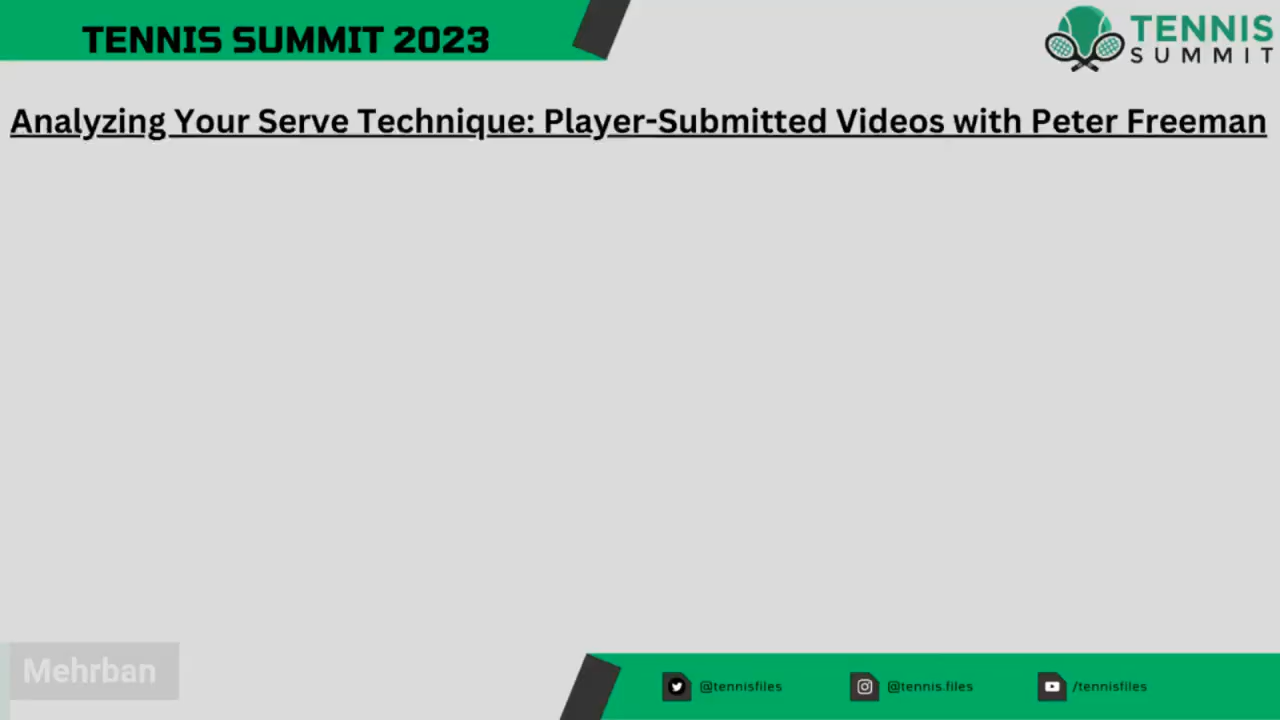 TENNIS SUMMIT 2023
TENNIS
SUMMIT
Analyzing Your Serve Technique: Player-Submitted Videos with Peter Freeman
Mehrban
@tennisfiles
@tennis.files
/tennisfiles